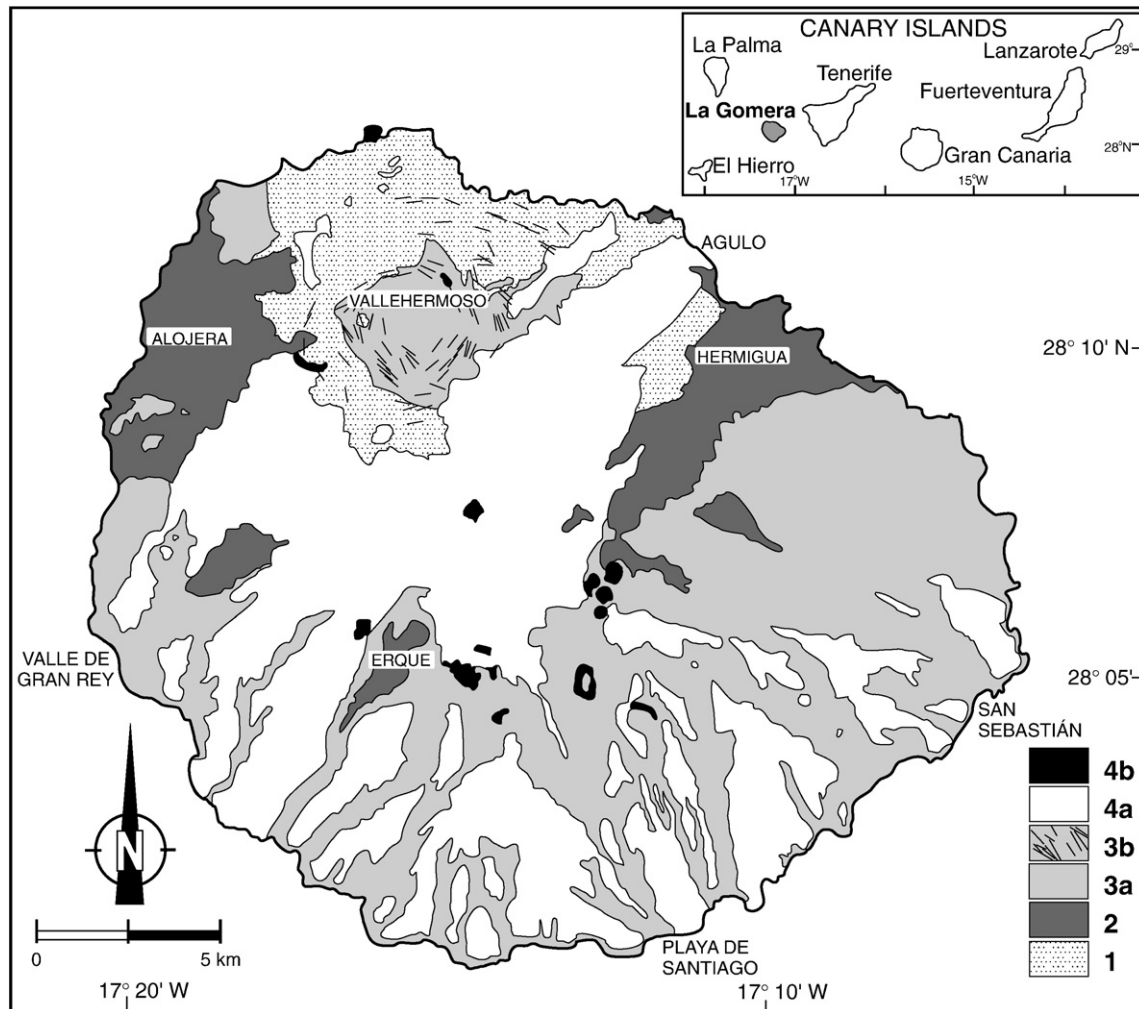 CANARY ISLANDS
La Palma
Lanzarote
29°
Tenerife
Fuerteventura
La Gomera
28°N
El Hierro
Gran Canaria
17°W
15°W
AGULO
VALLEHERMOSO
ALOJERA
HERMIGUA
28° 10' N
ERQUE
VALLE DE
GRAN REY
28° 05'
SAN
SEBASTIÁN
4b
4a
3b
3a
2
1
N
0
5 km
PLAYA DE
SANTIAGO
17° 20' W
17° 10' W